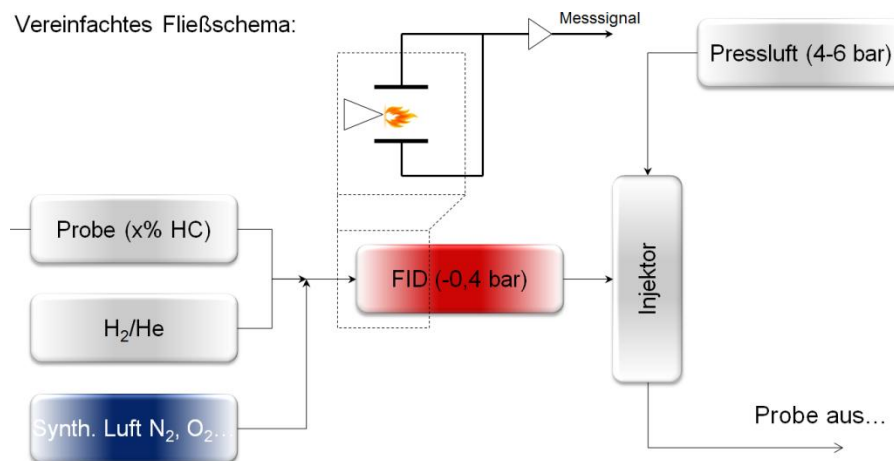 Vereinfachtes Fließschema:
Messsignal
Pressluft (4-6 bar)
Probe (x% HC)
FID (-0,4 bar)
Injektor
H₂/He
Synth. Luft N₂, O₂...
Probe aus...